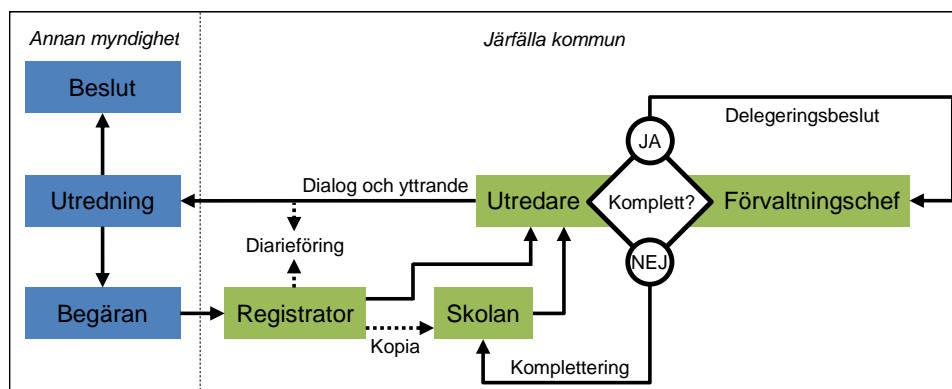 Annan myndighet
Järfälla kommun
Beslut
Delegeringsbeslut
JA
Dialog och yttrande
Utredning
Utredare
Komplett?
Förvaltningschef
Diarieföring
NEJ
Begäran
Registrator
Skolan
Kopia
Komplettering